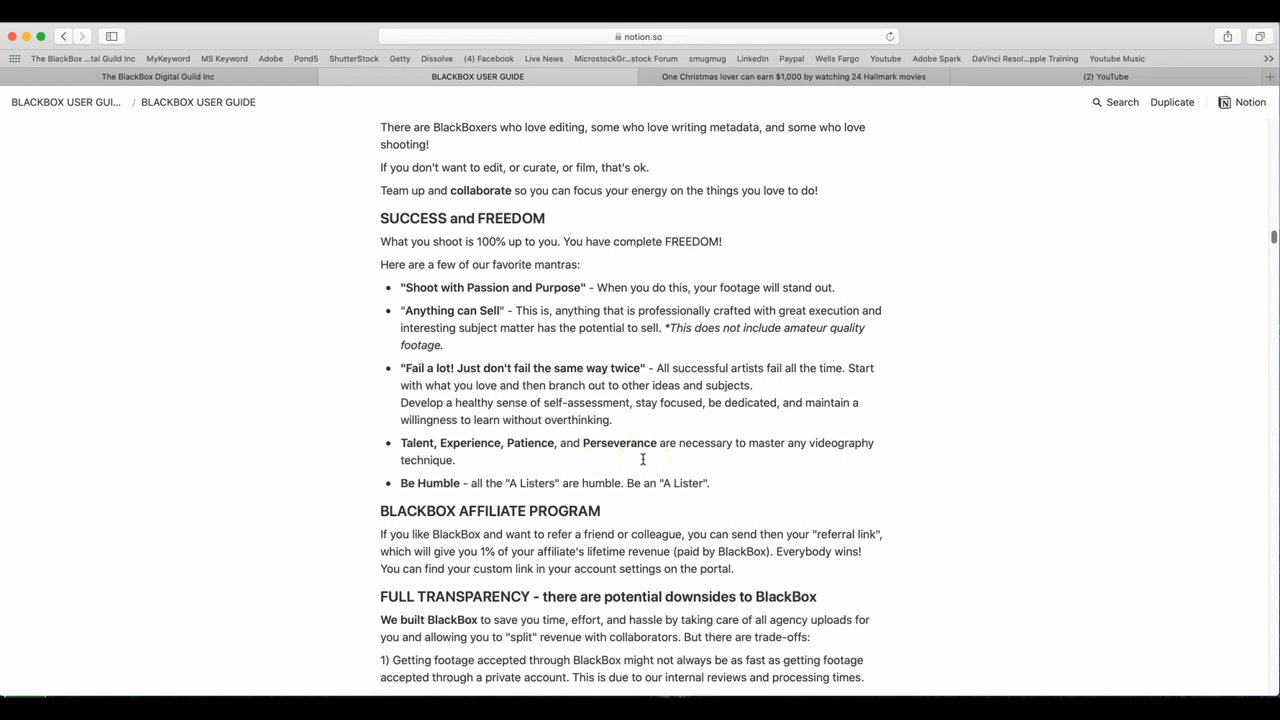 notion.so
The BlackBox ...tal Guild Inc
MyKeyword
MS Keyword
Adobe
Pond5
ShutterStock
Getty
Dissolve
(4) Facebook
Live News
MicrostockGr...stock Forum
smugmug
LinkedIn
Paypal
Wells Fargo
Youtube
Adobe Spark
DaVinci Resol...pple Training
Youtube Music
The BlackBox Digital Guild Inc
BLACKBOX USER GUIDE
One Christmas lover can earn $1,000 by watching 24 Hallmark movies
(2) YouTube
BLACKBOX USER GUI... / BLACKBOX USER GUIDE
Search
Duplicate
Notion
There are BlackBoxers who love editing, some who love writing metadata, and some who love
shooting!
If you don't want to edit, or curate, or film, that's ok.
Team up and collaborate so you can focus your energy on the things you love to do!
SUCCESS and FREEDOM
What you shoot is 100% up to you. You have complete FREEDOM!
Here are a few of our favorite mantras:
• "Shoot with Passion and Purpose" - When you do this, your footage will stand out.
• "Anything can Sell" - This is, anything that is professionally crafted with great execution and
interesting subject matter has the potential to sell. *This does not include amateur quality
footage.
• "Fail a lot! Just don't fail the same way twice" - All successful artists fail all the time. Start
with what you love and then branch out to other ideas and subjects.
Develop a healthy sense of self-assessment, stay focused, be dedicated, and maintain a
willingness to learn without overthinking.
• Talent, Experience, Patience, and Perseverance are necessary to master any videography
technique.
• Be Humble - all the "A Listers" are humble. Be an "A Lister".
BLACKBOX AFFILIATE PROGRAM
If you like BlackBox and want to refer a friend or colleague, you can send then your "referral link",
which will give you 1% of your affiliate's lifetime revenue (paid by BlackBox). Everybody wins!
You can find your custom link in your account settings on the portal.
FULL TRANSPARENCY - there are potential downsides to BlackBox
We built BlackBox to save you time, effort, and hassle by taking care of all agency uploads for
you and allowing you to "split" revenue with collaborators. But there are trade-offs:
1) Getting footage accepted through BlackBox might not always be as fast as getting footage
accepted through a private account. This is due to our internal reviews and processing times.